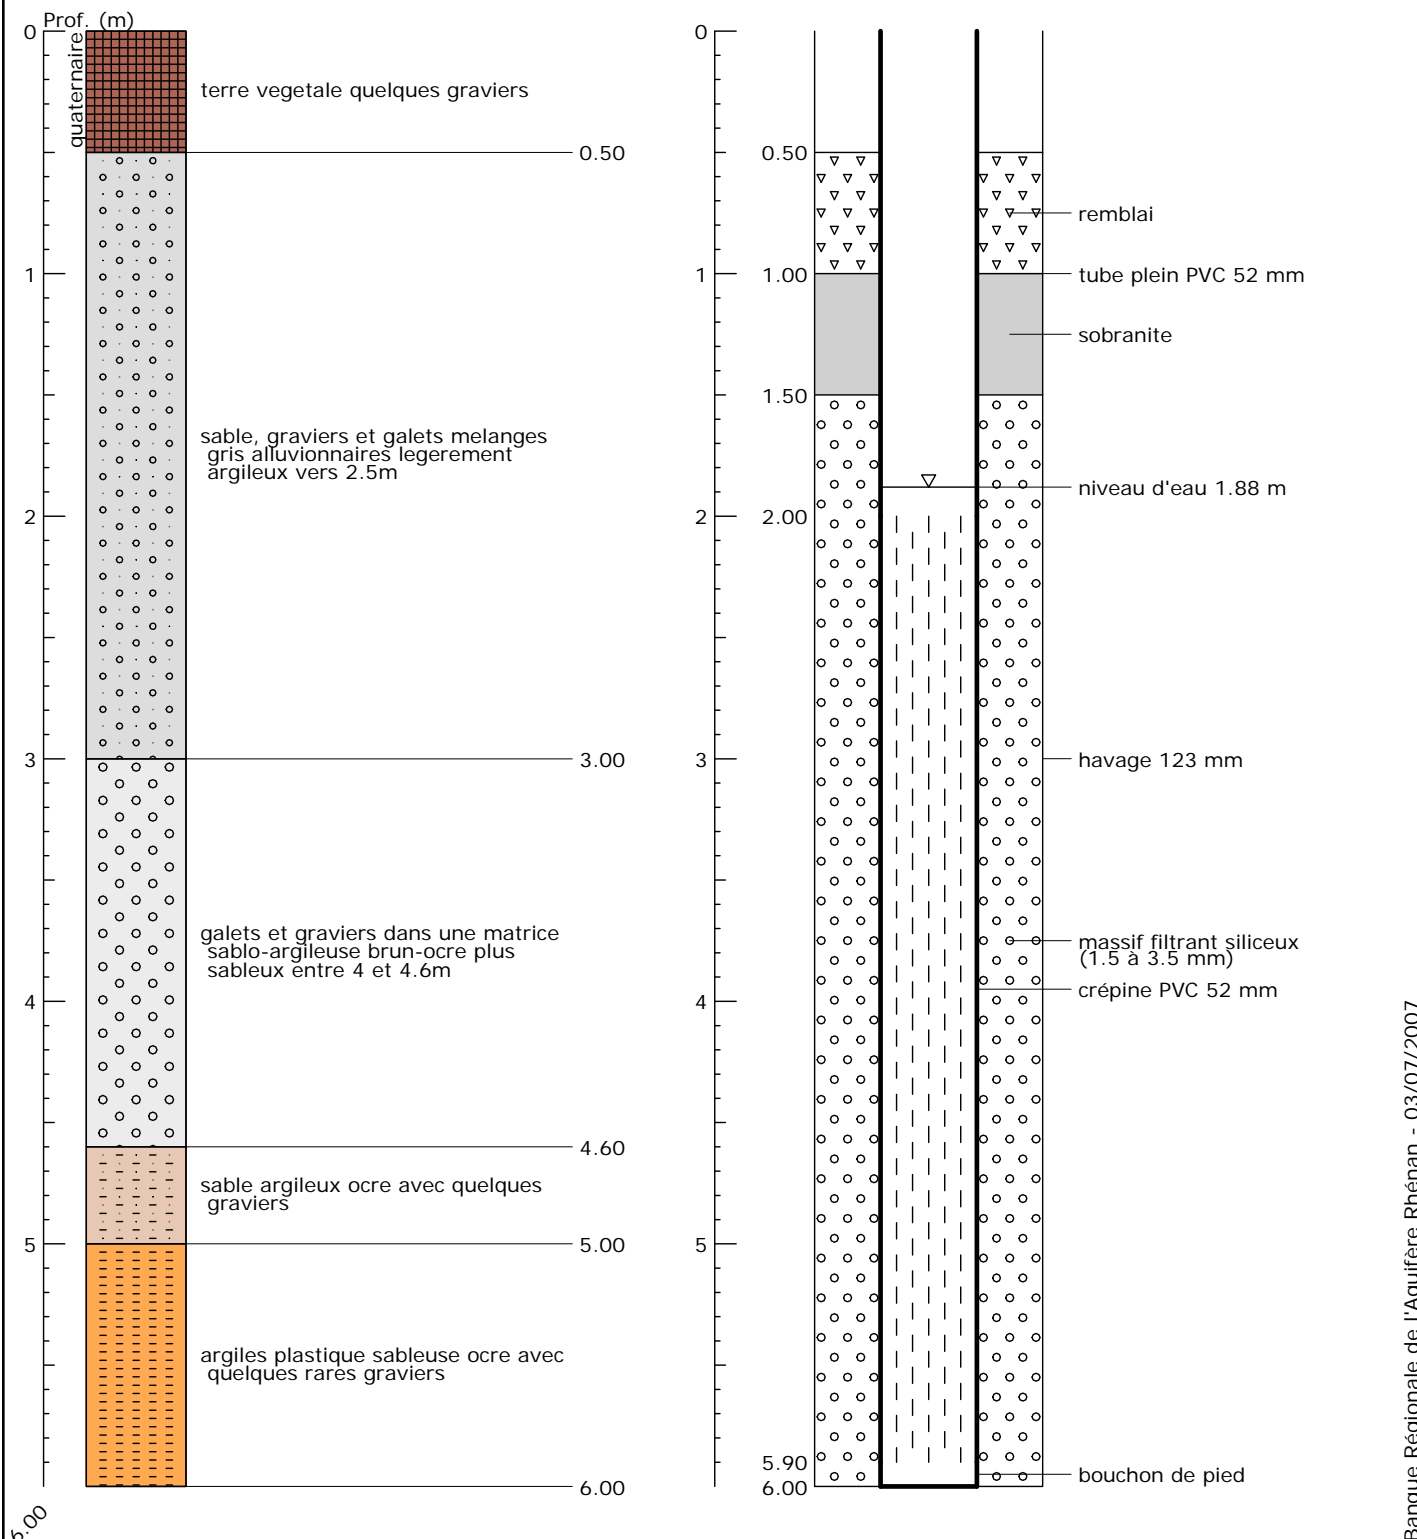 Prof. (m)
quaternaire
0
1
2
3
4
5
6.00
terre vegetale quelques graviers
0.50
sable, graviers et galets melanges
gris alluvionnaires legerement
argileux vers 2.5m
3.00
galets et graviers dans une matrice
sablo-argileuse brun-ocre plus
sableux entre 4 et 4.6m
4.60
sable argileux ocre avec quelques
graviers
5.00
argiles plastique sableuse ocre avec
quelques rares graviers
6.00
0
1
2
3
4
5
0.50
1.00
1.50
2.00
5.90
6.00
remblai
tube plein PVC 52 mm
sobranite
niveau d'eau 1.88 m
havage 123 mm
massif filtrant siliceux
(1.5 à 3.5 mm)
crépine PVC 52 mm
bouchon de pied
Banque Régionale de l'Aquifère Rhénan - 03/07/2007